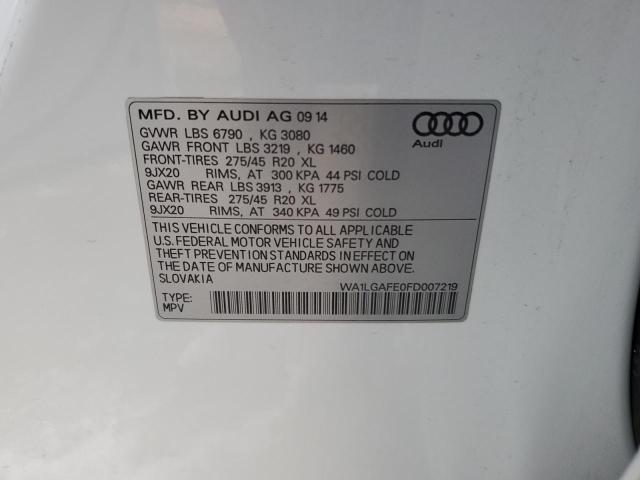 MFD. BY AUDI AG 09 14
GVWR LBS 6790 , KG 3080
GAWR FRONT LBS 3219 , KG 1460
FRONT-TIRES 275/45 R20 XL
9JX20 RIMS, AT 300 KPA 44 PSI COLD
GAWR REAR LBS 3913 , KG 1775
REAR-TIRES 275/45 R20 XL
9JX20 RIMS, AT 340 KPA 49 PSI COLD
Audi
THIS VEHICLE CONFORMS TO ALL APPLICABLE
U.S. FEDERAL MOTOR VEHICLE SAFETY AND
THEFT PREVENTION STANDARDS IN EFFECT ON
THE DATE OF MANUFACTURE SHOWN ABOVE.
SLOVAKIA
WA1LGAFE0FD007219
TYPE:
MPV